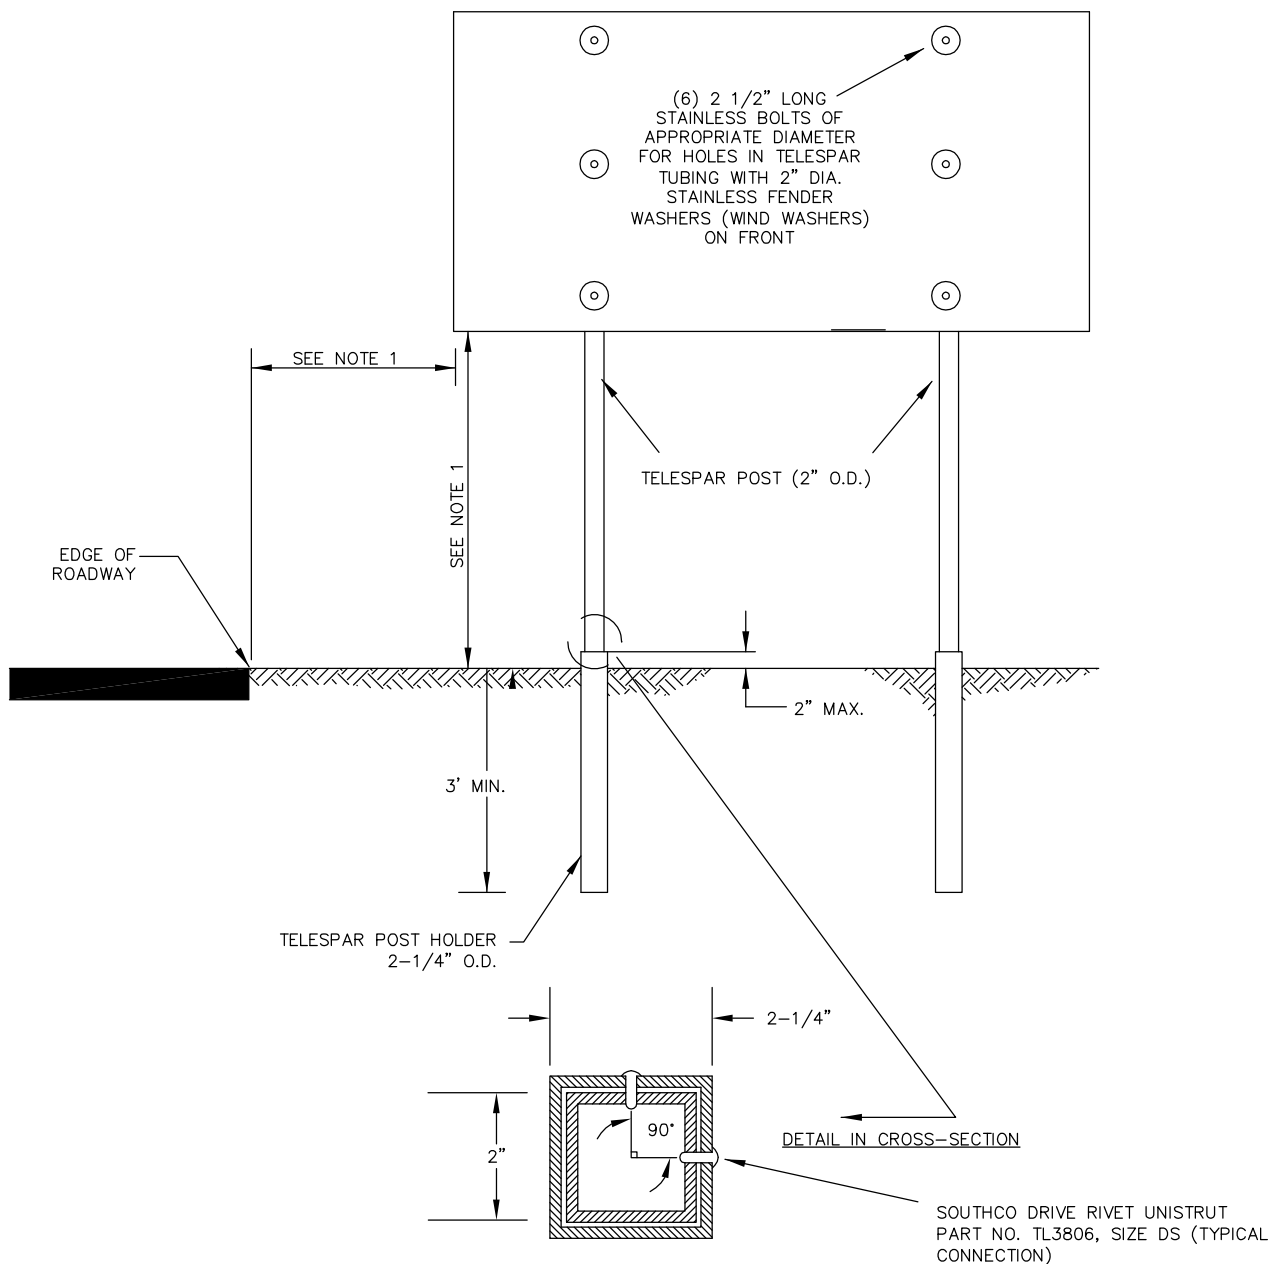 (6) 2 1/2” LONG
STAINLESS BOLTS OF
APPROPRIATE DIAMETER
FOR HOLES IN TELESPAR
TUBING WITH 2” DIA.
STAINLESS FENDER
WASHERS (WIND WASHERS)
ON FRONT
SEE NOTE 1
SEE NOTE 1
TELESPAR POST (2” O.D.)
EDGE OF
ROADWAY
2” MAX.
3’ MIN.
TELESPAR POST HOLDER
2-1/4” O.D.
2-1/4”
90°
2”
DETAIL IN CROSS-SECTION
SOUTHCO DRIVE RIVET UNISTRUT
PART NO. TL3806, SIZE DS (TYPICAL
CONNECTION)